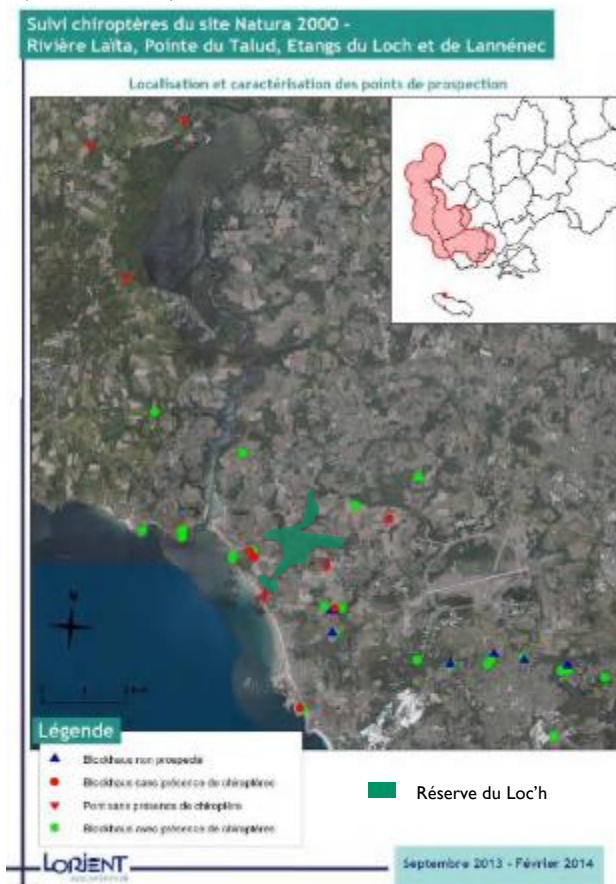 Suivi chiroptères du site Natura 2000 -
Rivière Laïta, Pointe du Talud, Etangs du Loch et de Lannénec
Localisation et caractérisation des points de prospection
N
Légende
Blockhaus non prospecté
Blockhaus sans présence de chiroptères
Pont sans présence de chiroptère
Blockhaus avec présence de chiroptères
Réserve du Loc'h
LORIENT
Septembre 2013 - Février 2014